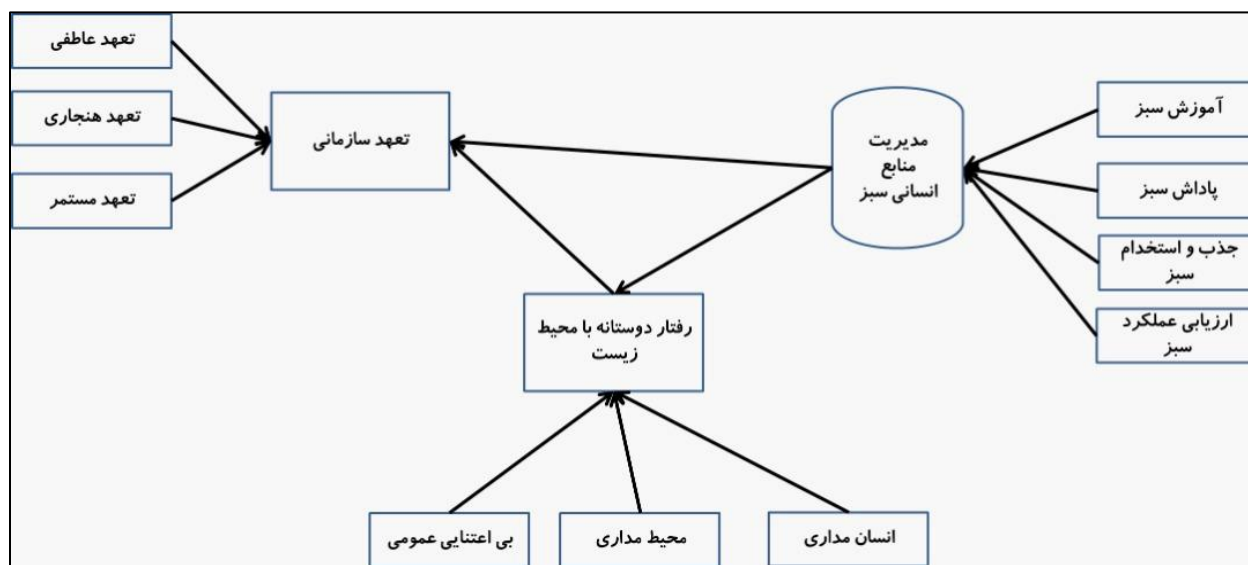 تعهد عاطفی
تعهد هنجاری
تعهد مستمر
تعهد سازمانی
مدیریت
منابع
انسانی سبز
آموزش سبز
پاداش سبز
جذب و استخدام
سبز
ارزیابی عملکرد
سبز
رفتار دوستانه با محیط
زیست
انسان مداری
محیط مداری
بی اعتنایی عمومی